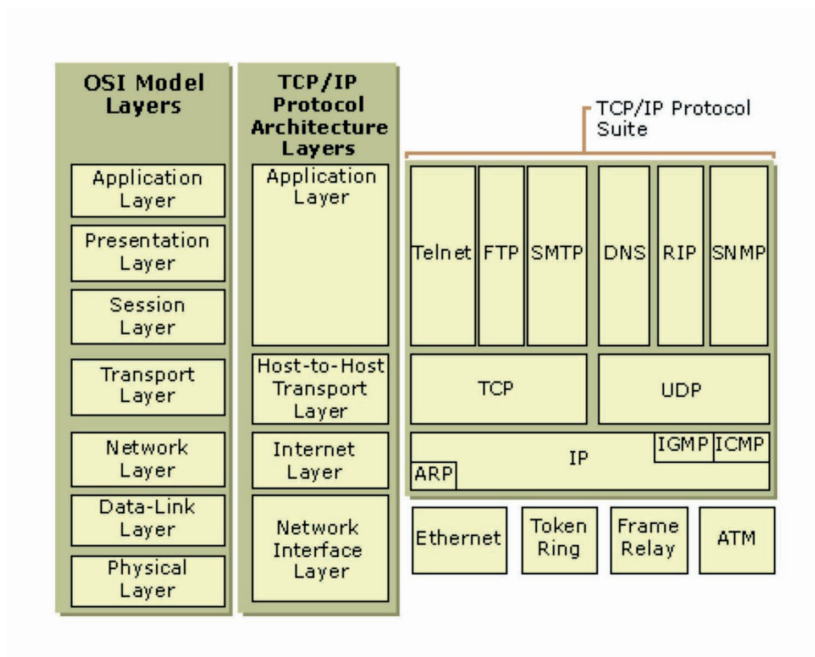 OSI Model
Layers
Application
Layer
Presentation
Layer
Session
Layer
Transport
Layer
Network
Layer
Data-Link
Layer
Physical
Layer
TCP/IP
Protocol
Architecture
Layers
Application
Layer
Host-to-Host
Transport
Layer
Internet
Layer
Network
Interface
Layer
TCP/IP Protocol
Suite
Telnet
FTP
SMTP
DNS
RIP
SNMP
TCP
UDP
IP
IGMP
ICMP
ARP
Ethernet
Token
Ring
Frame
Relay
ATM